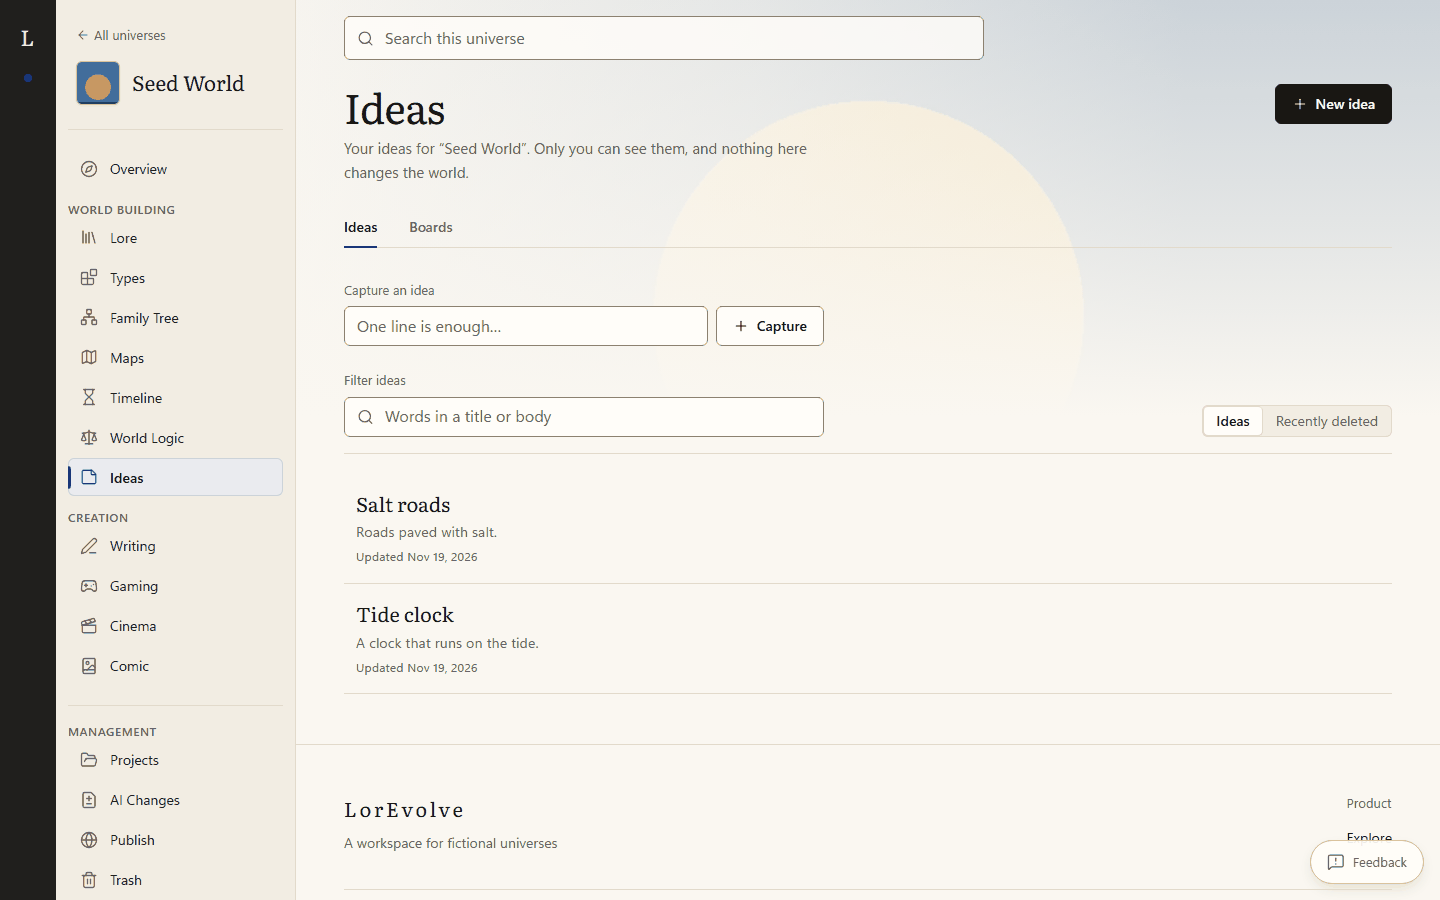 L
All universes
Seed World
Overview
WORLD BUILDING
Lore
Types
Family Tree
Maps
Timeline
World Logic
Ideas
CREATION
Writing
Gaming
Cinema
Comic
MANAGEMENT
Projects
AI Changes
Publish
Trash
Search this universe
Ideas
New idea
Your ideas for “Seed World”. Only you can see them, and nothing here
changes the world.
Ideas
Boards
Capture an idea
One line is enough...
Capture
Filter ideas
Words in a title or body
Ideas
Recently deleted
Salt roads
Roads paved with salt.
Updated Nov 19, 2026
Tide clock
A clock that runs on the tide.
Updated Nov 19, 2026
LorEvolve
A workspace for fictional universes
Product
Explore
Feedback